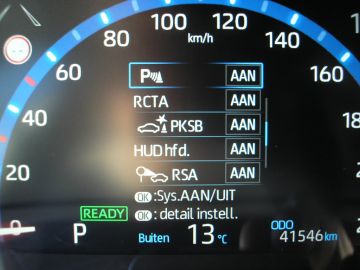 100 120
80 km/h 140
60 160
40
20
0
P AAN
RCTA AAN
PKSB AAN
HUD hfd. AAN
RSA AAN
OK :Sys.AAN/UIT
OK : detail instell.
READY
P Buiten 13°C ODO 41546 km